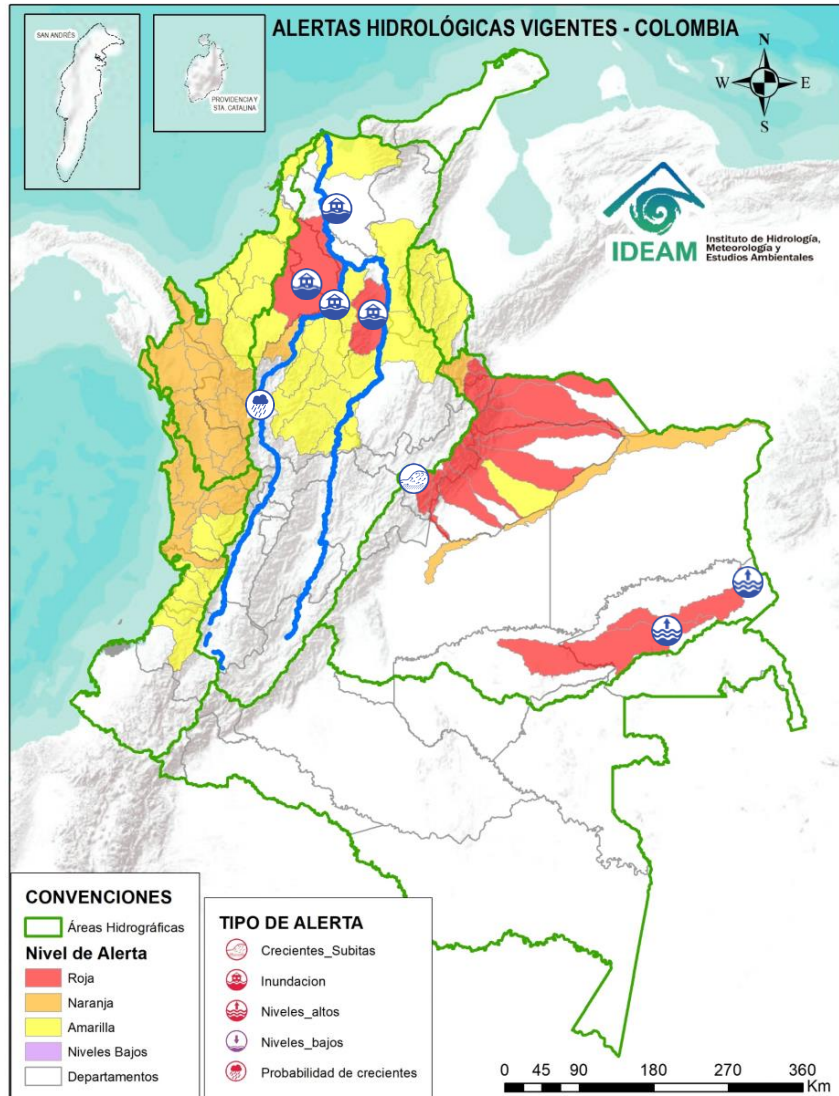 ALERTAS HIDROLÓGICAS VIGENTES - COLOMBIA
SAN ANDRÉS
PROVIDENCIA Y
STA. CATALINA
N
W
E
S
IDEAM
Instituto de Hidrología,
Meteorología y
Estudios Ambientales
CONVENCIONES
Áreas Hidrográficas
Nivel de Alerta
Roja
Naranja
Amarilla
Niveles Bajos
Departamentos
TIPO DE ALERTA
Crecientes_Subitas
Inundacion
Niveles_altos
Niveles_bajos
Probabilidad de crecientes
0 45 90 180 270 360
Km